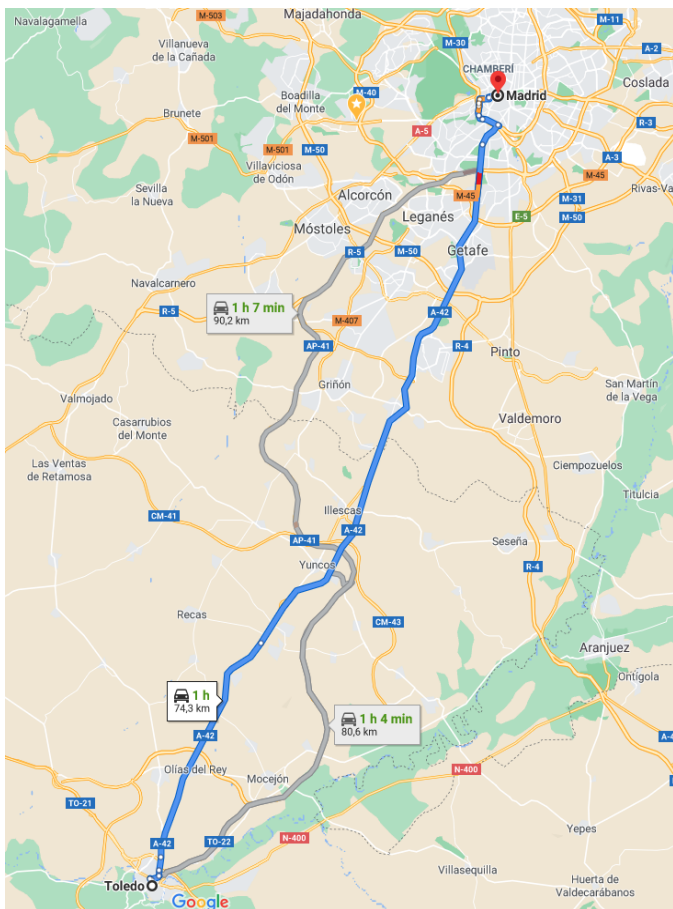 M-503
Majadahonda
M-11
Navalagamella
M-30
Villanueva
de la Cañada
A-2
CHAMBERÍ
Coslada
M-40
Madrid
Boadilla
del Monte
Brunete
A-5
R-3
M-501
M-501
M-50
A-3
Villaviciosa
de Odón
M-45
M-45
Rivas-Va
Sevilla
la Nueva
Alcorcón
M-31
Leganés
E-5
M-50
Móstoles
R-5
M-50
Getafe
Navalcarnero
1 h 7 min
90,2 km
R-5
A-42
M-407
AP-41
R-4
Pinto
Griñón
San Martín
de la Vega
Valmojado
Casarrubios
del Monte
Valdemoro
Las Ventas
de Retamosa
Ciempozuelos
Titulcia
Illescas
CM-41
A-42
AP-41
Seseña
Yuncos
R-4
Recas
CM-43
Aranjuez
Ontígola
1 h
74,3 km
1 h 4 min
80,6 km
A-42
A-4
Olías del Rey
N-400
Mocejón
TO-21
Yepes
A-42
TO-22
N-400
Villasequilla
Toledo
Huerta de
Valdecarábanos
Google